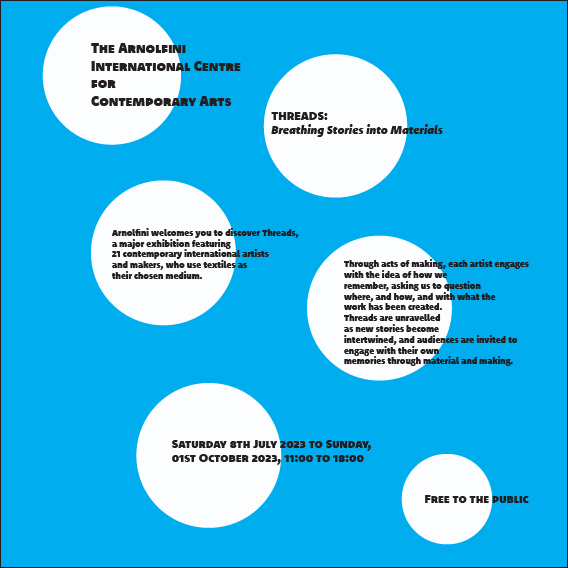 The Arnolfini
International Centre
for
Contemporary Arts
THREADS:
Breathing Stories into Materials
Arnolfini welcomes you to discover Threads,
a major exhibition featuring
21 contemporary international artists
and makers, who use textiles as
their chosen medium.
Through acts of making, each artist engages
with the idea of how we
remember, asking us to question
where, and how, and with what the
work has been created.
Threads are unravelled
as new stories become
intertwined, and audiences are invited to
engage with their own
memories through material and making.
Saturday 8th July 2023 to Sunday,
01st October 2023, 11:00 to 18:00
Free to the public